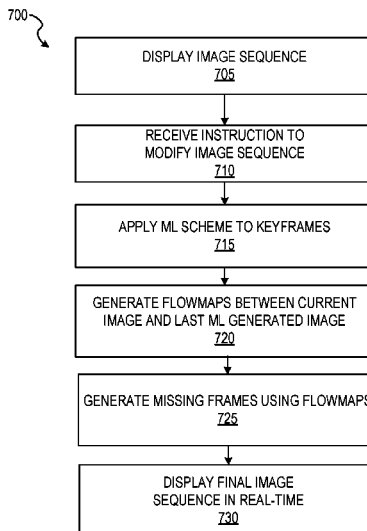 700
DISPLAY IMAGE SEQUENCE
705
RECEIVE INSTRUCTION TO
MODIFY IMAGE SEQUENCE
710
APPLY ML SCHEME TO KEYFRAMES
715
GENERATE FLOWMAPS BETWEEN CURRENT
IMAGE AND LAST ML GENERATED IMAGE
720
GENERATE MISSING FRAMES USING FLOWMAPS
725
DISPLAY FINAL IMAGE
SEQUENCE IN REAL-TIME
730